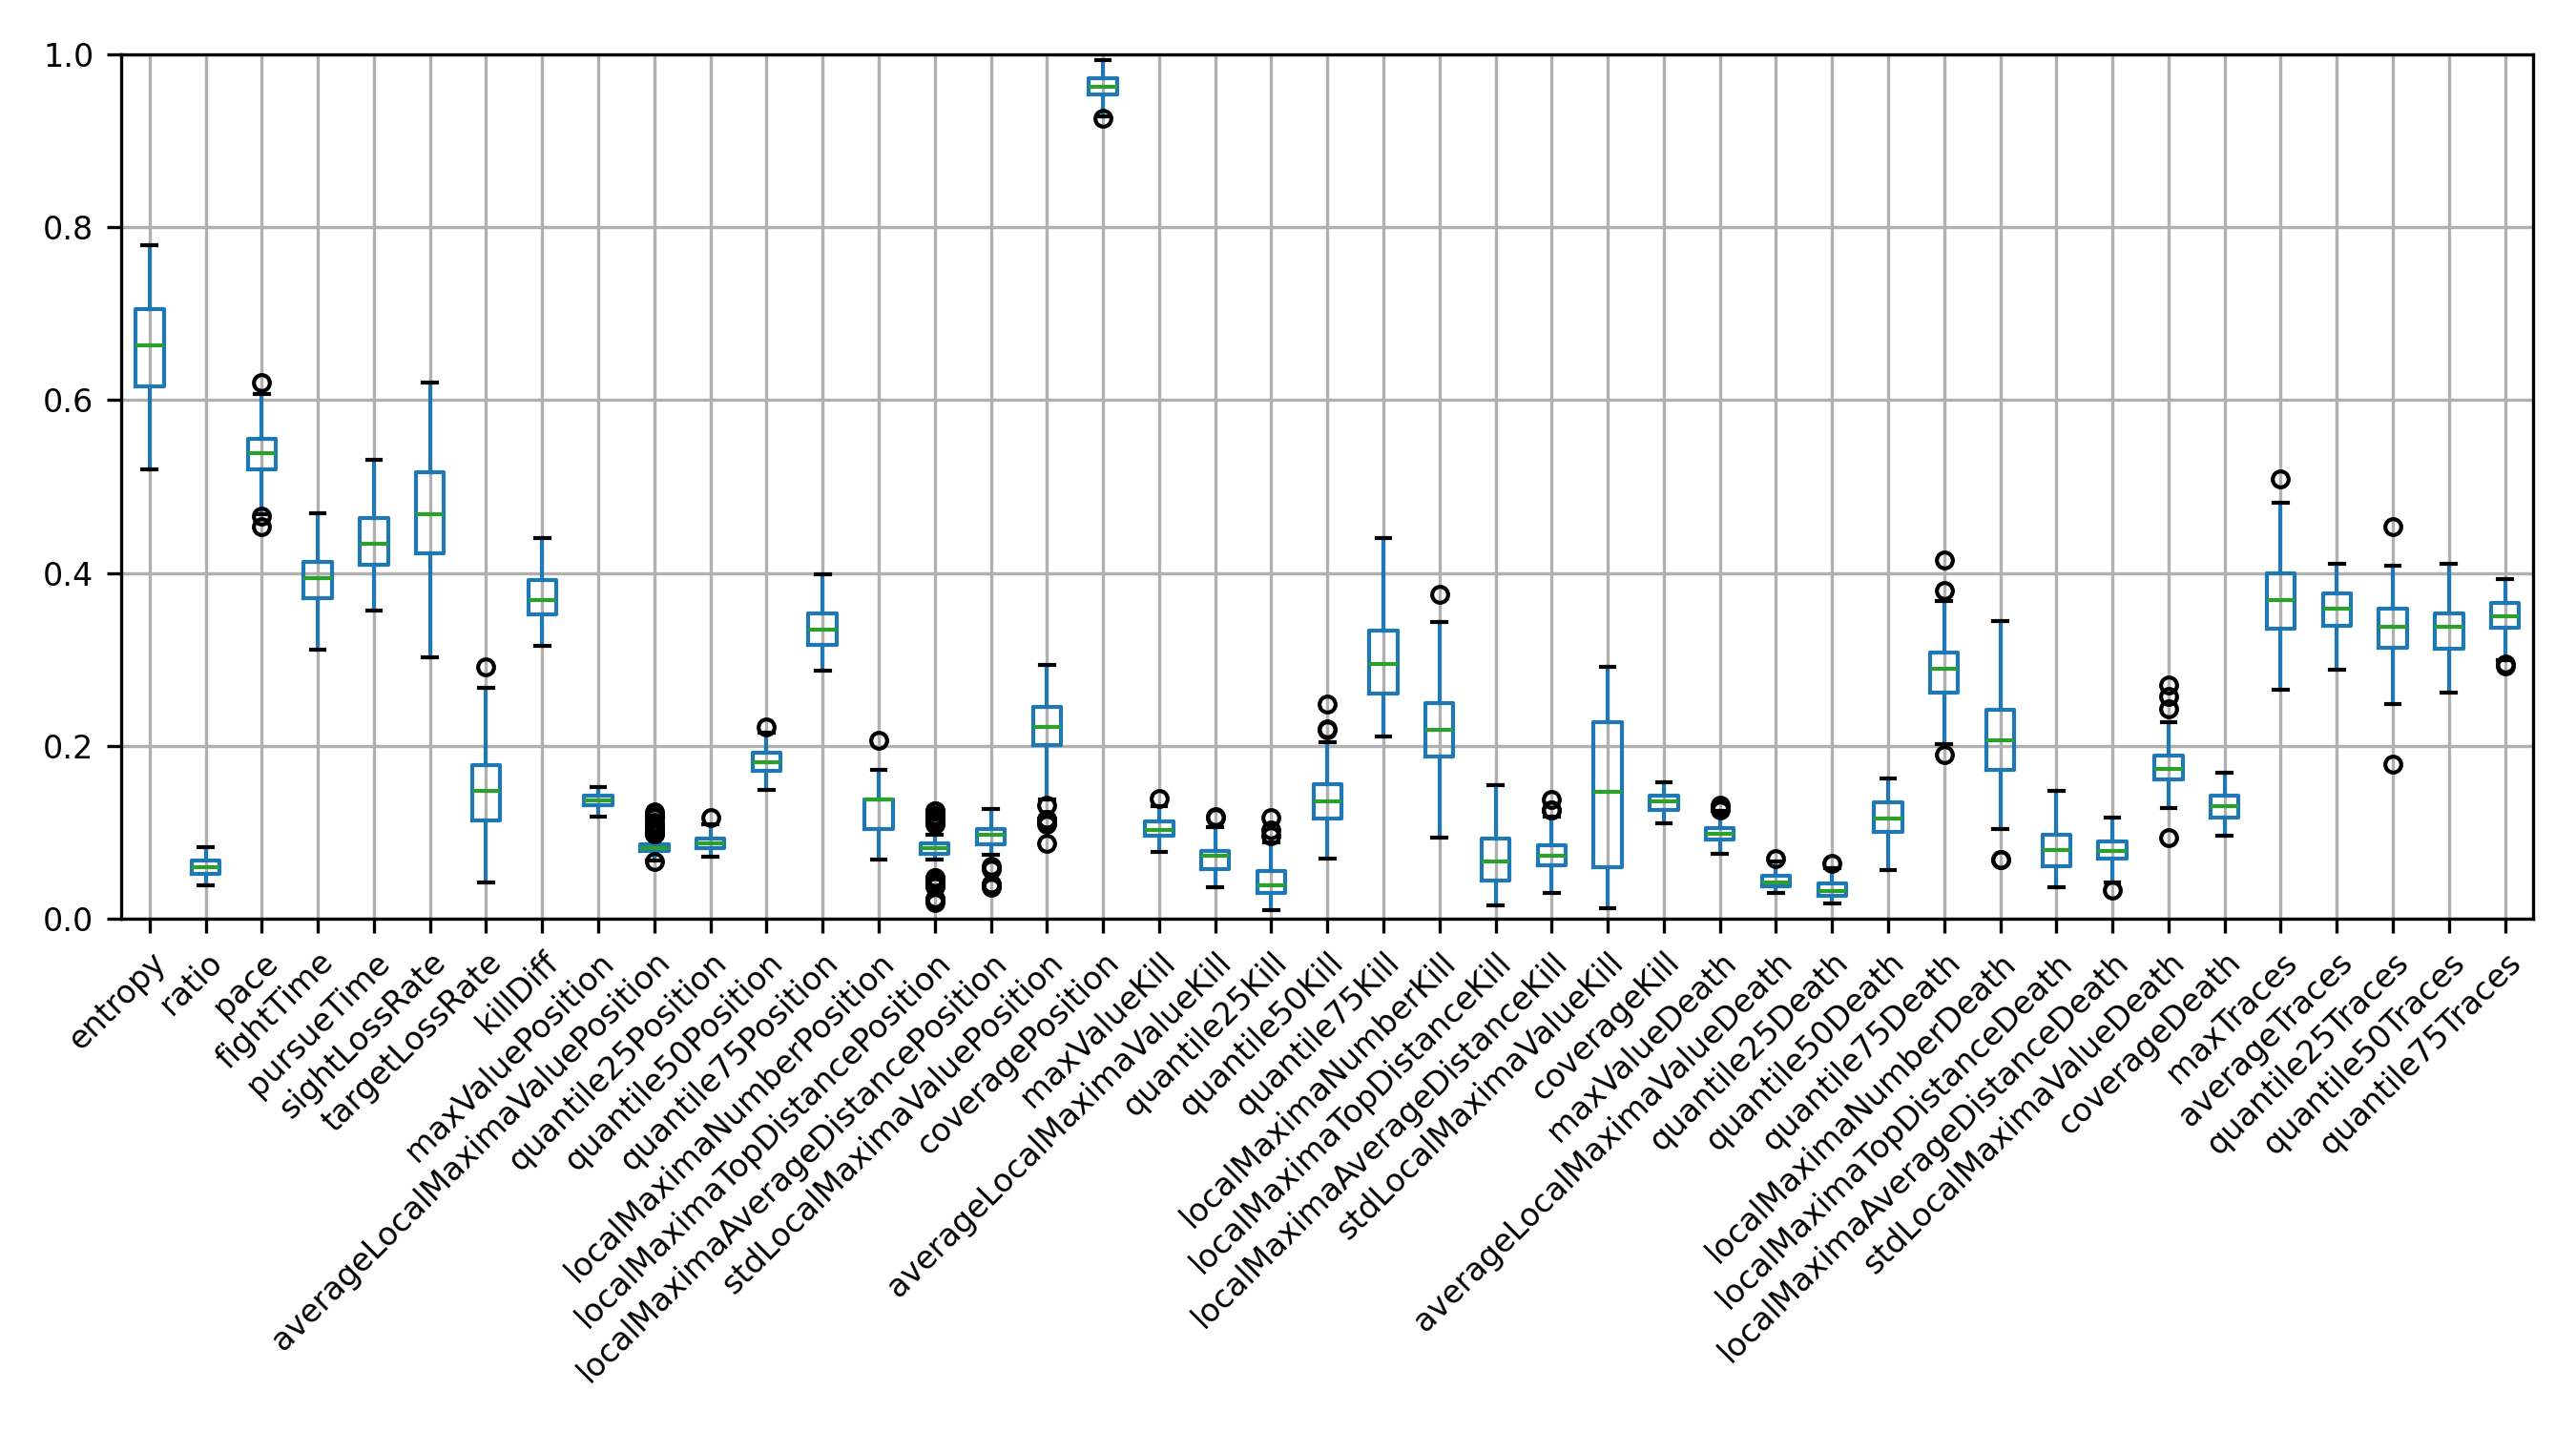 1.0
0.8
0.6
0.4
0.2
0.0
entropy
ratio
pace
fightTime
pursueTime
sightLossRate
targetLossRate
killDiff
maxValuePosition
averageLocalMaximaValuePosition
quantile25Position
quantile50Position
quantile75Position
localMaximaNumberPosition
localMaximaTopDistancePosition
localMaximaAverageDistancePosition
stdLocalMaximaValuePosition
coveragePosition
maxValueKill
averageLocalMaximaValueKill
quantile25Kill
quantile50Kill
quantile75Kill
localMaximaNumberKill
localMaximaTopDistanceKill
localMaximaAverageDistanceKill
stdLocalMaximaValueKill
coverageKill
maxValueDeath
averageLocalMaximaValueDeath
quantile25Death
quantile50Death
quantile75Death
localMaximaNumberDeath
localMaximaTopDistanceDeath
localMaximaAverageDistanceDeath
stdLocalMaximaValueDeath
coverageDeath
maxTraces
averageTraces
quantile25Traces
quantile50Traces
quantile75Traces